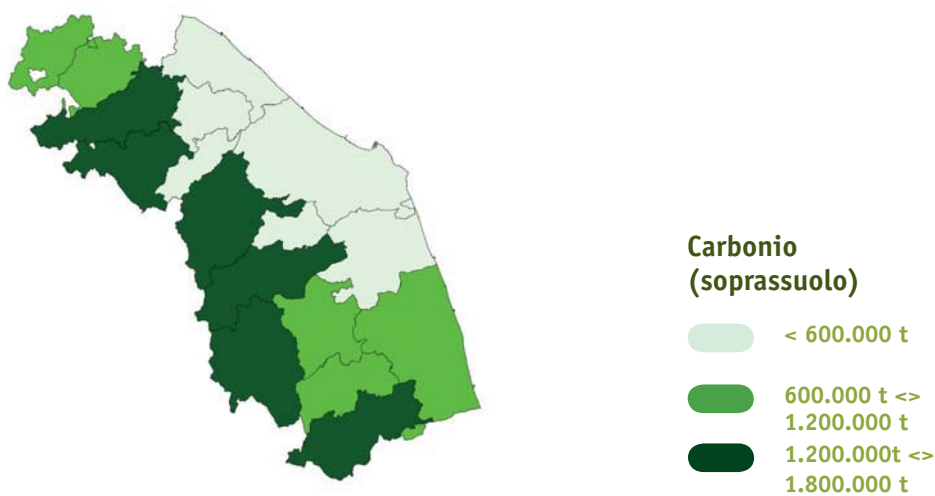 Carbonio
(soprassuolo)
< 600.000 t
600.000 t <>
1.200.000 t
1.200.000t <>
1.800.000 t